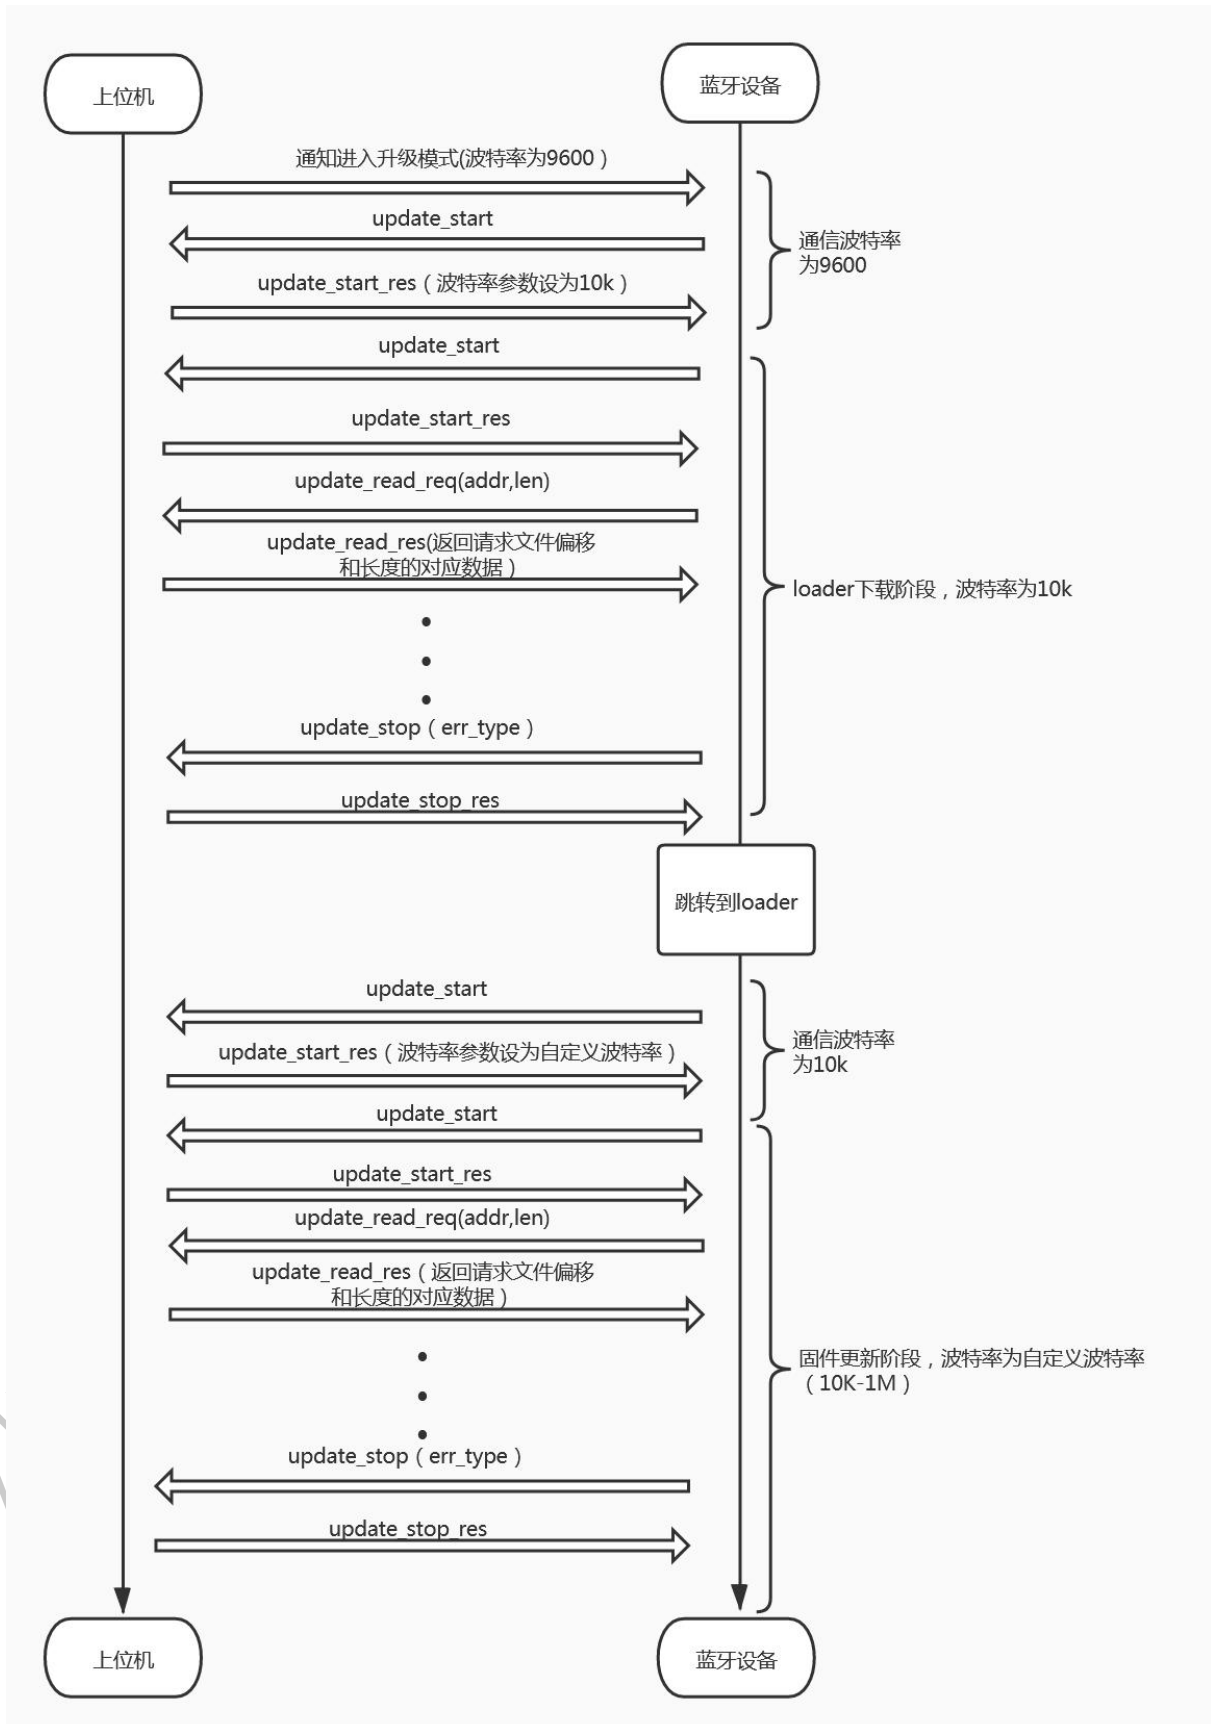 上位机
蓝牙设备
通知进入升级模式(波特率为9600）
update_start
通信波特率
为9600
update_start_res（波特率参数设为10k）
update_start
update_start_res
update_read_req(addr,len)
update_read_res(返回请求文件偏移
和长度的对应数据）
loader下载阶段，波特率为10k
update_stop（err_type）
update_stop_res
跳转到loader
update_start
通信波特率
为10k
update_start_res（波特率参数设为自定义波特率）
update_start
update_start_res
update_read_req(addr,len)
update_read_res（返回请求文件偏移
和长度的对应数据）
固件更新阶段，波特率为自定义波特率
（10K-1M）
update_stop（err_type）
update_stop_res
上位机
蓝牙设备